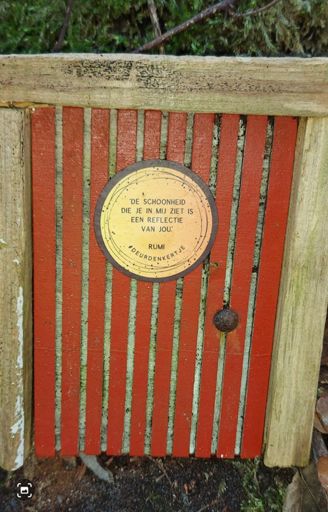 'DE SCHOONHEID
DIE JE IN MIJ ZIET IS
EEN REFLECTIE
VAN JOU'
RUMI
#DEURDENKERTJE